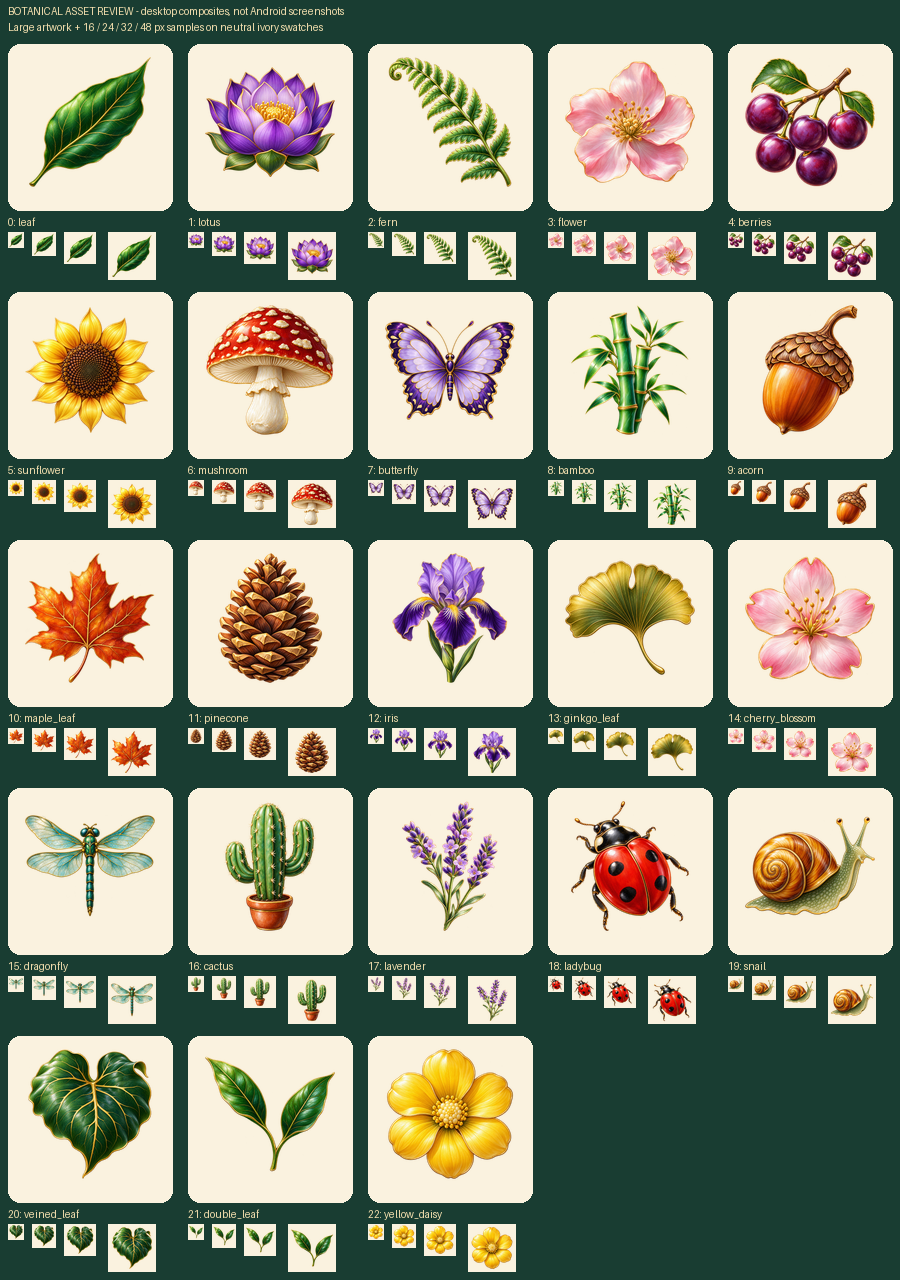 BOTANICAL ASSET REVIEW - desktop composites, not Android screenshots
Large artwork + 16 / 24 / 32 / 48 px samples on neutral ivory swatches
0: leaf
1: lotus
2: fern
3: flower
4: berries
5: sunflower
6: mushroom
7: butterfly
8: bamboo
9: acorn
10: maple_leaf
11: pinecone
12: iris
13: ginkgo_leaf
14: cherry_blossom
15: dragonfly
16: cactus
17: lavender
18: ladybug
19: snail
20: veined_leaf
21: double_leaf
22: yellow_daisy